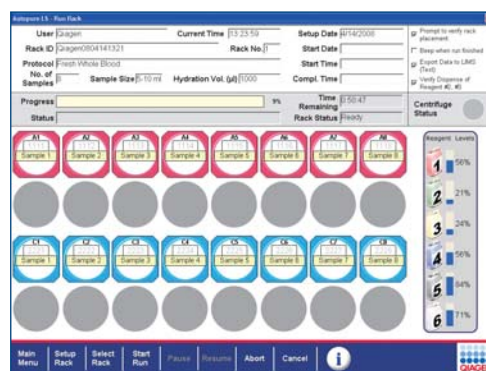 Autopure LS - Run Rack
User Qiagen Current Time 13:23:59 Setup Date 4/14/2008
Rack ID Qiagen0804141321 Rack No. 1 Start Date
Protocol Fresh Whole Blood Start Time
No. of Samples 8 Sample Size 5-10 ml Hydration Vol. (µl) 1000 Compl. Time
Prompt to verify rack placement
Beep when run finished
Export Data to LIMS (Text)
Verify Dispense of Reagent
Progress Time Remaining 0:50:47
Status Rack Status Ready
Centrifuge Status
A1 A2 A3 A4 A5 A6 A7 A8
Sample 1 Sample 2 Sample 3 Sample 4 Sample 5 Sample 6 Sample 7 Sample 8
C1 C2 C3 C4 C5 C6 C7 C8
Sample 1 Sample 2 Sample 3 Sample 4 Sample 5 Sample 6 Sample 7 Sample 8
Reagent Levels
1 56%
2 21%
3 24%
4 56%
5 84%
6 71%
Main Menu Setup Rack Select Rack Start Run Pause Resume Abort Cancel i
QIAGEN